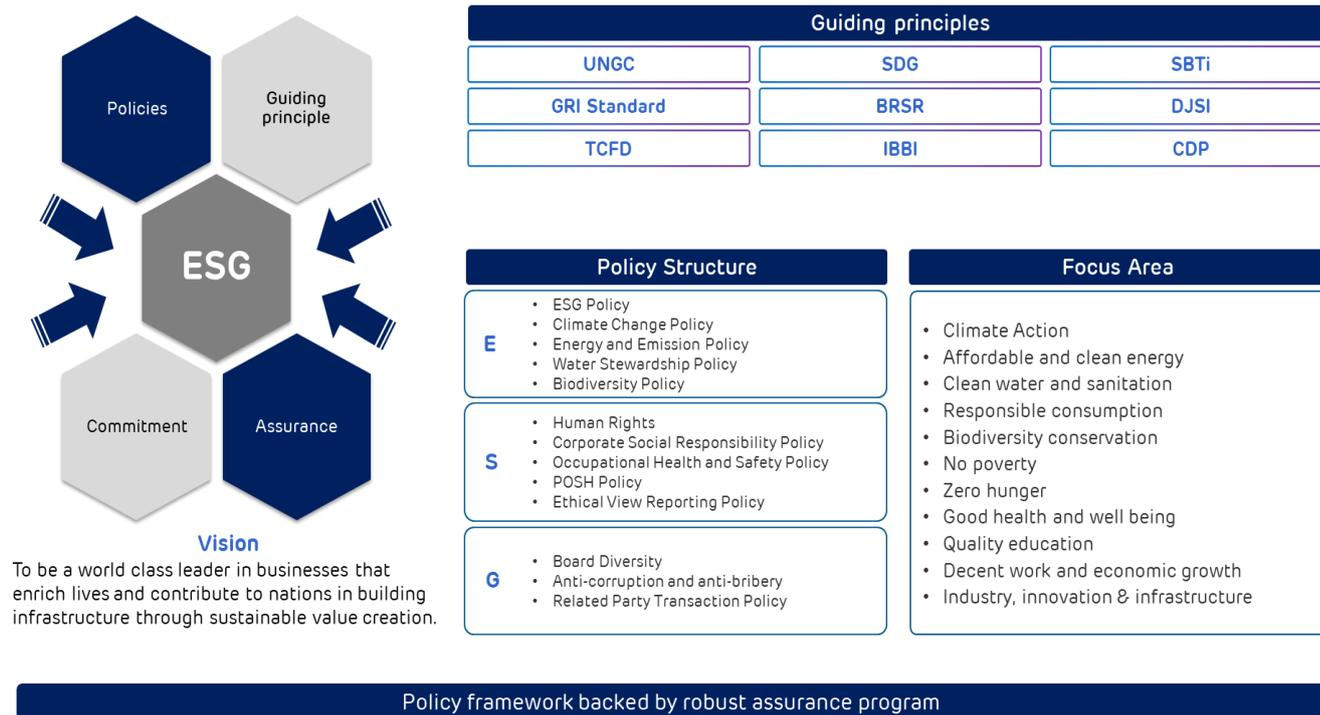 Policies
Guiding
principle
ESG
Commitment
Assurance
Vision
To be a world class leader in businesses that
enrich lives and contribute to nations in building
infrastructure through sustainable value creation.
Guiding principles
UNGC
SDG
SBTi
GRI Standard
BRSR
DJSI
TCFD
IBBI
CDP
Policy Structure
E
• ESG Policy
• Climate Change Policy
• Energy and Emission Policy
• Water Stewardship Policy
• Biodiversity Policy
S
• Human Rights
• Corporate Social Responsibility Policy
• Occupational Health and Safety Policy
• POSH Policy
• Ethical View Reporting Policy
G
• Board Diversity
• Anti-corruption and anti-bribery
• Related Party Transaction Policy
Focus Area
• Climate Action
• Affordable and clean energy
• Clean water and sanitation
• Responsible consumption
• Biodiversity conservation
• No poverty
• Zero hunger
• Good health and well being
• Quality education
• Decent work and economic growth
• Industry, innovation & infrastructure
Policy framework backed by robust assurance program